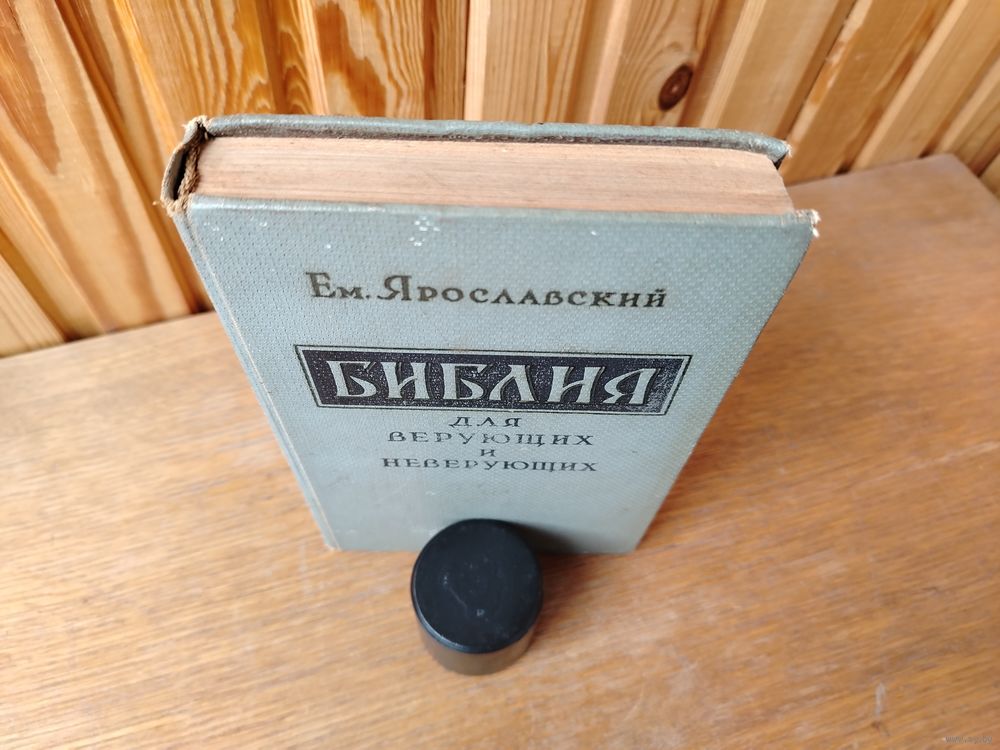 Ем. Ярославский
БИБЛИЯ
ДЛЯ
ВЕРУЮЩИХ
И
НЕВЕРУЮЩИХ